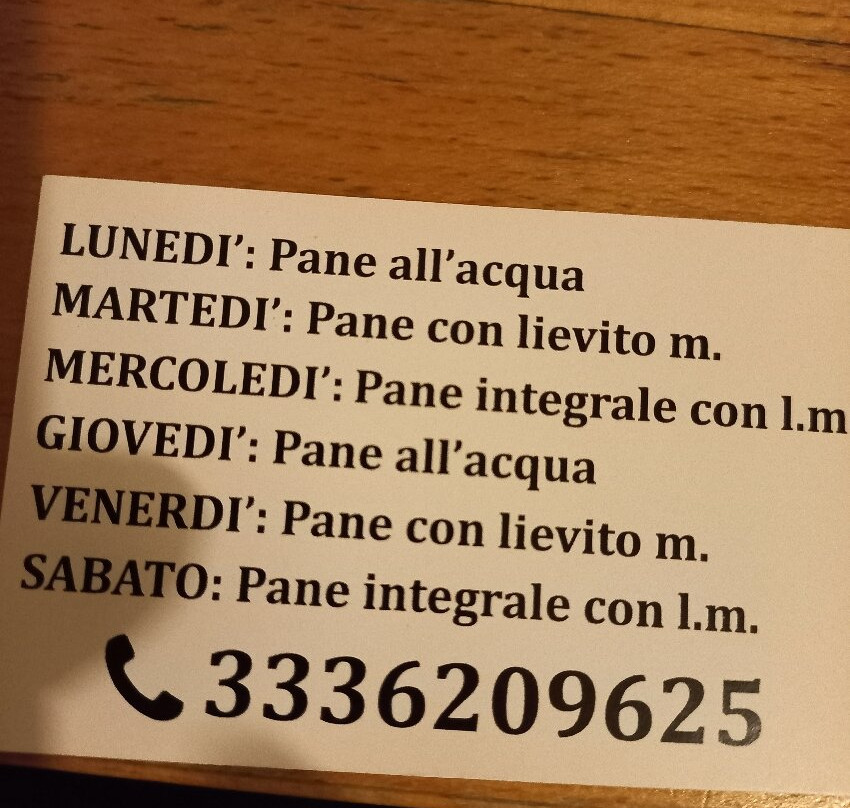 LUNEDI’: Pane all’acqua
MARTEDI’: Pane con lievito m.
MERCOLEDI’: Pane integrale con l.m
GIOVEDI’: Pane all’acqua
VENERDI’: Pane con lievito m.
SABATO: Pane integrale con l.m.
3336209625